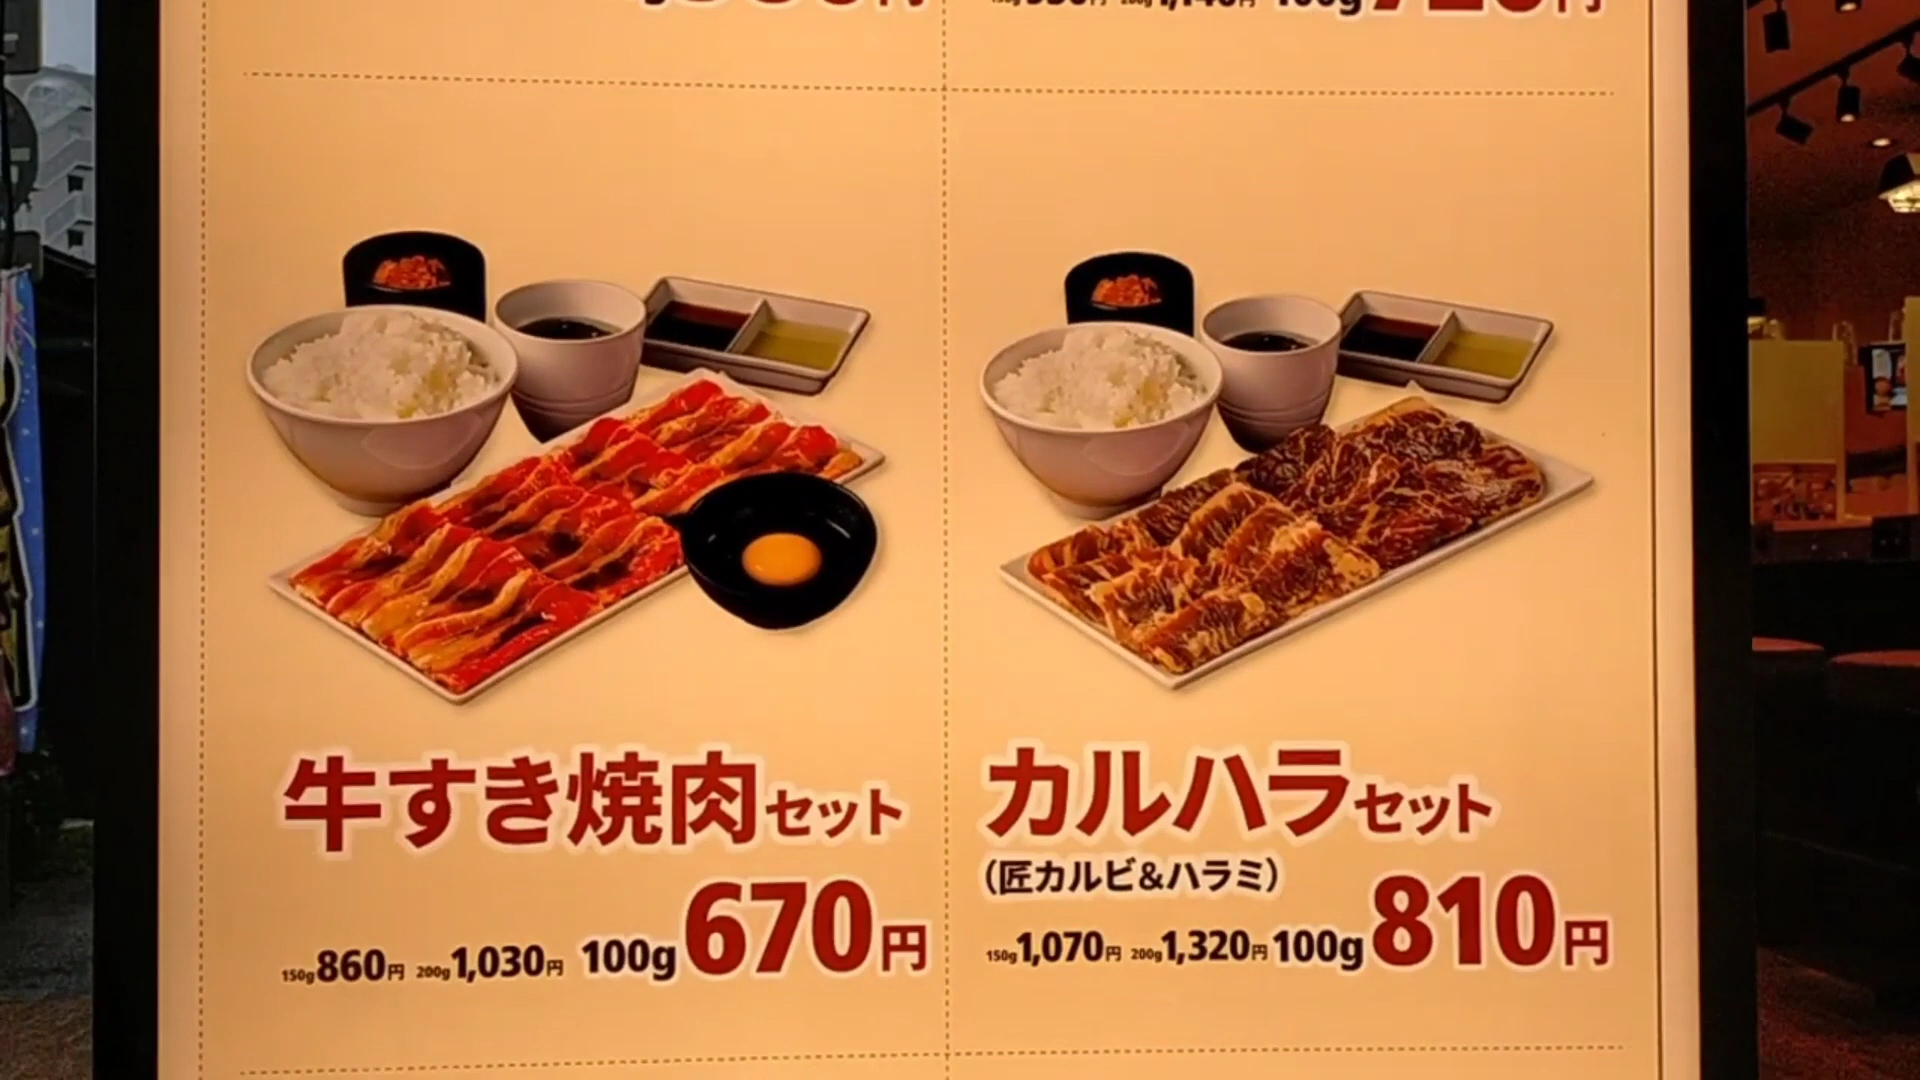 牛すき焼肉セット
150g860円 200g1,030円 100g670円
カルハラセット
(匠カルビ&ハラミ)
150g1,070円 200g1,320円 100g810円